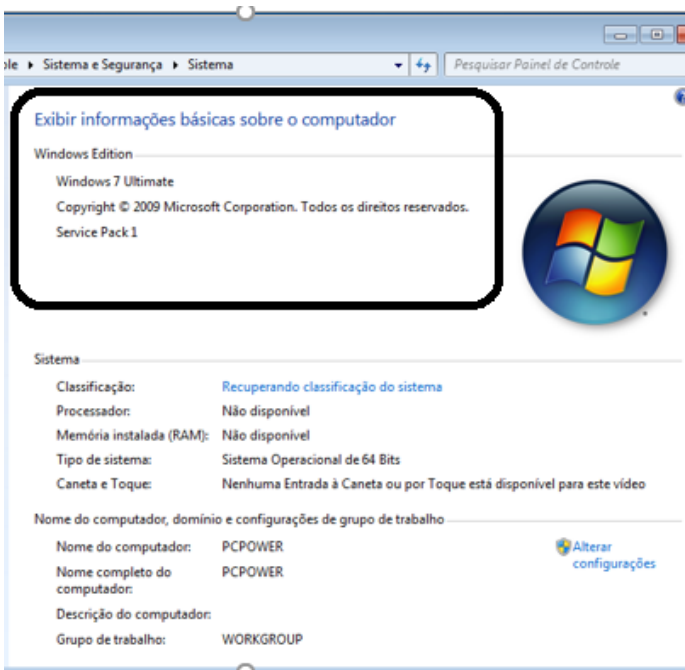 ole ▸ Sistema e Segurança ▸ Sistema
Pesquisar Painel de Controle
Exibir informações básicas sobre o computador
Windows Edition
Windows 7 Ultimate
Copyright © 2009 Microsoft Corporation. Todos os direitos reservados.
Service Pack 1
Sistema
Classificação: Recuperando classificação do sistema
Processador: Não disponível
Memória instalada (RAM): Não disponível
Tipo de sistema: Sistema Operacional de 64 Bits
Caneta e Toque: Nenhuma Entrada à Caneta ou por Toque está disponível para este vídeo
Nome do computador, domínio e configurações de grupo de trabalho
Nome do computador: PCPOWER
Alterar
configurações
Nome completo do
computador: PCPOWER
Descrição do computador:
Grupo de trabalho: WORKGROUP